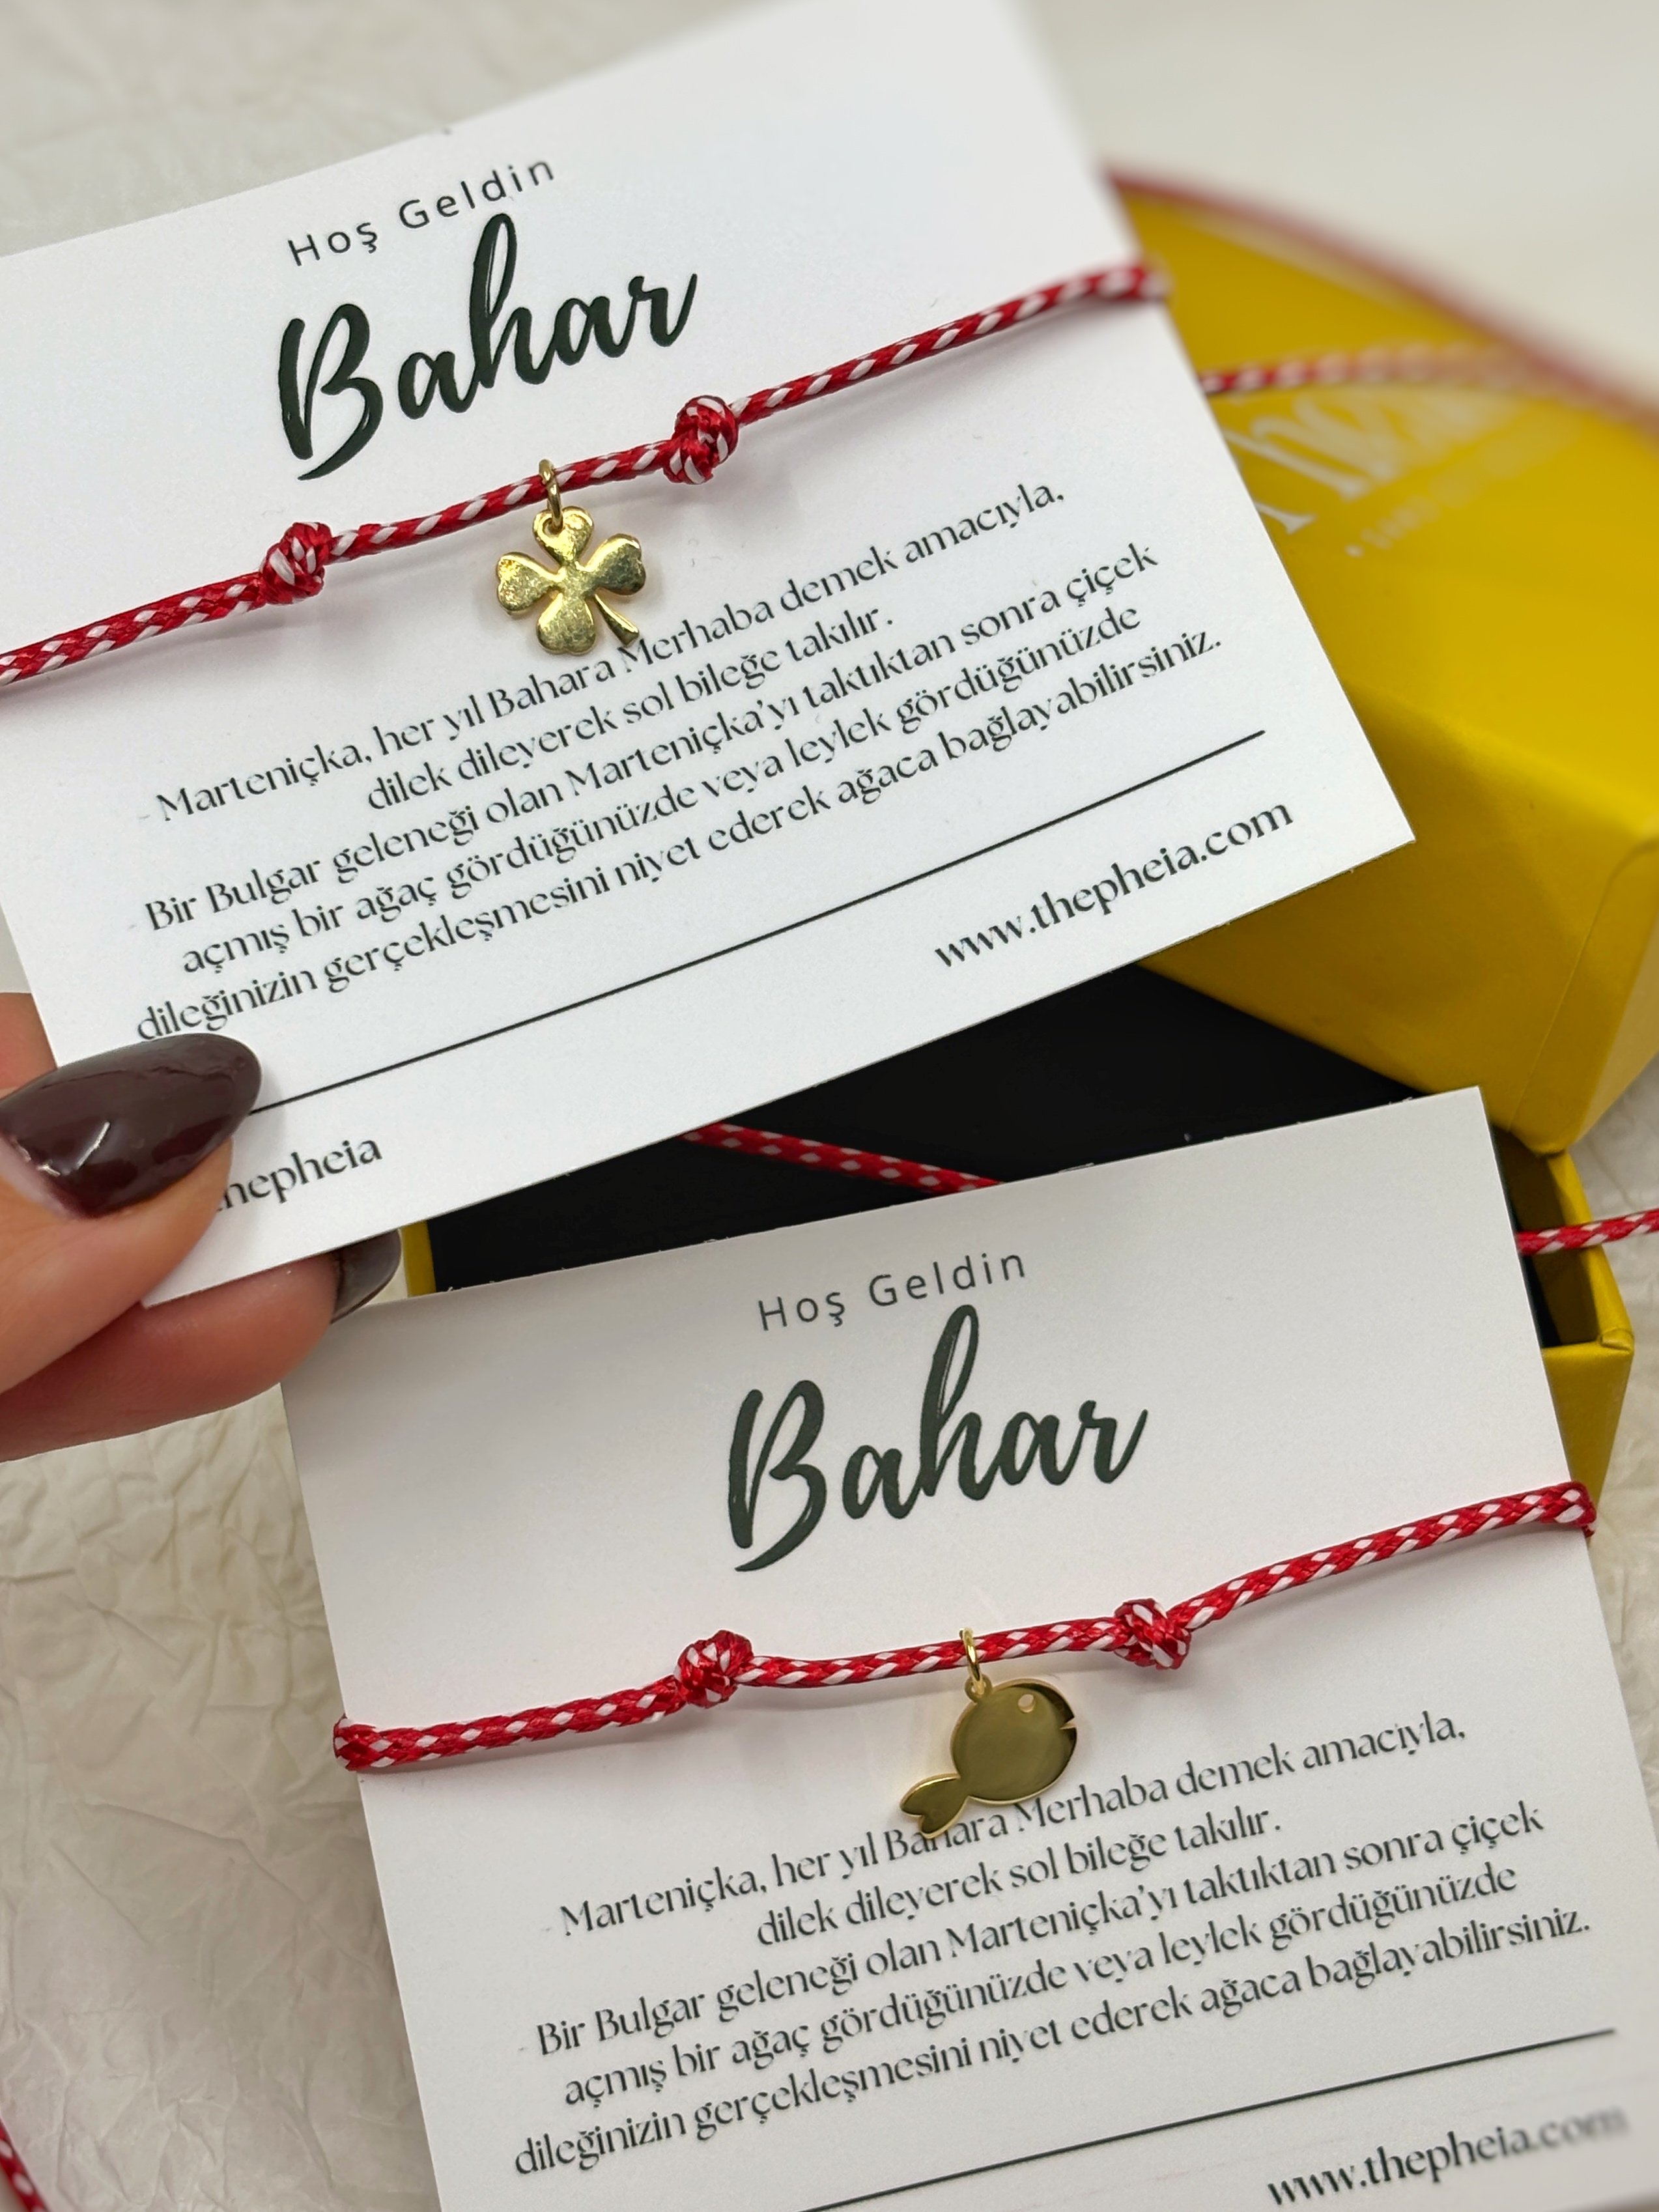 Hoş Geldin
Bahar
- Marteniçka, her yıl Bahara Merhaba demek amacıyla,
dilek dileyerek sol bileğe takılır.
- Bir Bulgar geleneği olan Marteniçka'yı taktıktan sonra çiçek
açmış bir ağaç gördüğünüzde veya leylek gördüğünüzde
dileğinizin gerçekleşmesini niyet ederek ağaca bağlayabilirsiniz.
www.thepheia.com
hepheia
Hoş Geldin
Bahar
- Marteniçka, her yıl Bahara Merhaba demek amacıyla,
dilek dileyerek sol bileğe takılır.
- Bir Bulgar geleneği olan Marteniçka'yı taktıktan sonra çiçek
açmış bir ağaç gördüğünüzde veya leylek gördüğünüzde
dileğinizin gerçekleşmesini niyet ederek ağaca bağlayabilirsiniz.
www.thepheia.com